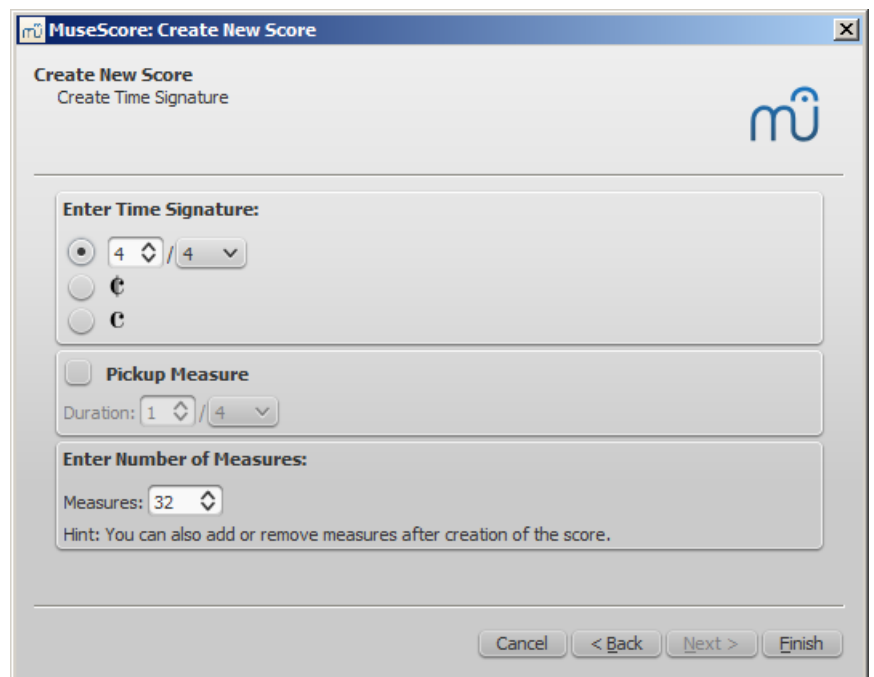 MuseScore: Create New Score
Create New Score
Create Time Signature
Enter Time Signature:
4 / 4
¢
C
Pickup Measure
Duration: 1 / 4
Enter Number of Measures:
Measures: 32
Hint: You can also add or remove measures after creation of the score.
Cancel < Back Next > Finish